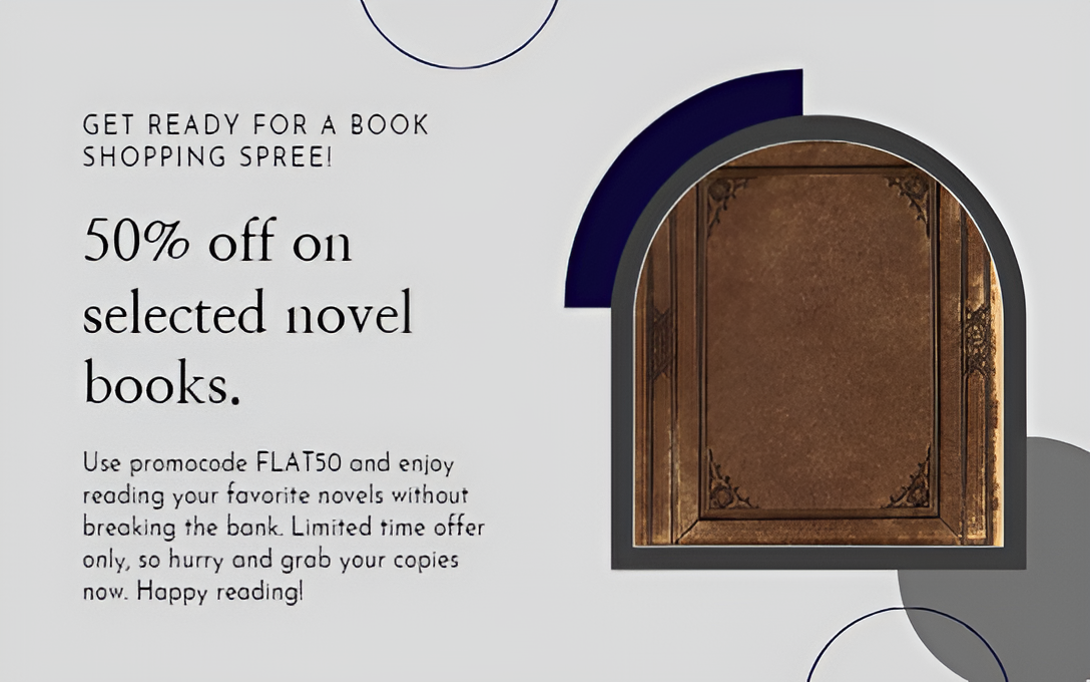 GET READY FOR A BOOK
SHOPPING SPREE!
50% off on
selected novel
books.
Use promocode FLAT50 and enjoy
reading your favorite novels without
breaking the bank. Limited time offer
only, so hurry and grab your copies
now. Happy reading!